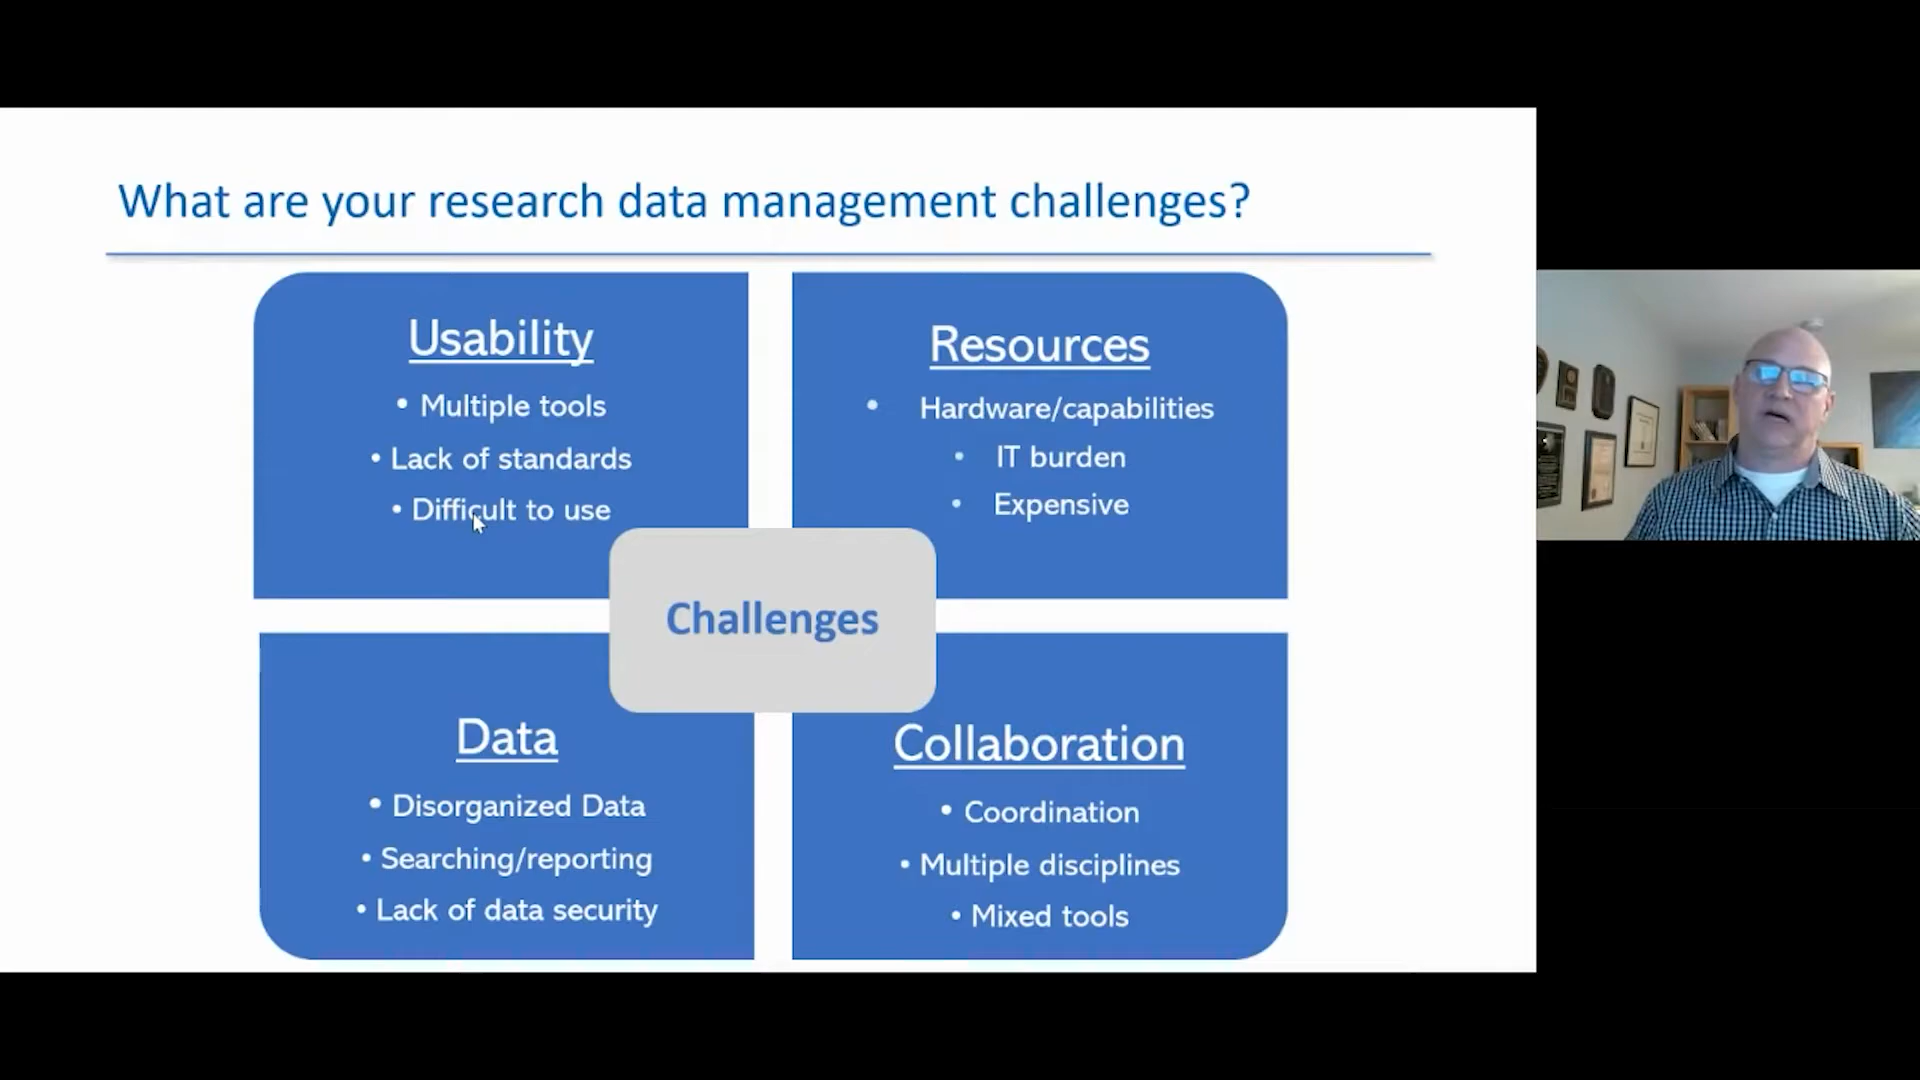 What are your research data management challenges?
Usability
• Multiple tools
• Lack of standards
• Difficult to use
Resources
• Hardware/capabilities
• IT burden
• Expensive
Challenges
Data
• Disorganized Data
• Searching/reporting
• Lack of data security
Collaboration
• Coordination
• Multiple disciplines
• Mixed tools